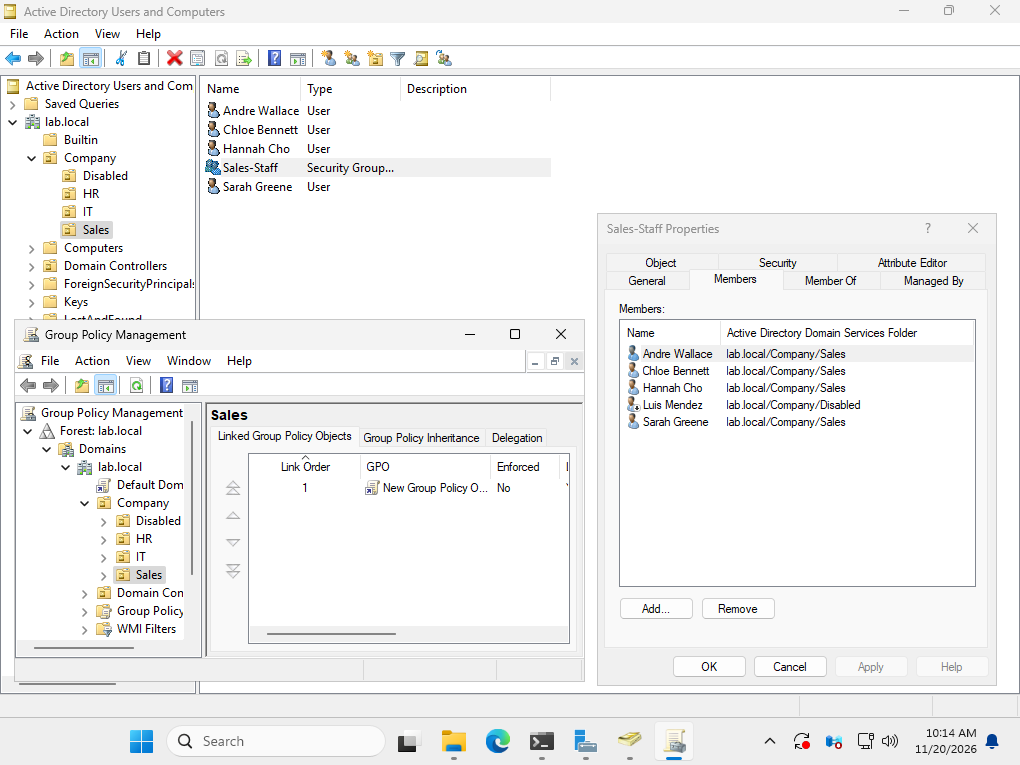 Active Directory Users and Computers
File Action View Help
Active Directory Users and Com
Saved Queries
lab.local
Builtin
Company
Disabled
HR
IT
Sales
Computers
Domain Controllers
ForeignSecurityPrincipals
Keys
LostAndFound
Name Type Description
Andre Wallace User
Chloe Bennett User
Hannah Cho User
Sales-Staff Security Group...
Sarah Greene User
Sales-Staff Properties
Object Security Attribute Editor
General Members Member Of Managed By
Members:
Name Active Directory Domain Services Folder
Andre Wallace lab.local/Company/Sales
Chloe Bennett lab.local/Company/Sales
Hannah Cho lab.local/Company/Sales
Luis Mendez lab.local/Company/Disabled
Sarah Greene lab.local/Company/Sales
Add... Remove
OK Cancel Apply Help
Group Policy Management
File Action View Window Help
Group Policy Management
Forest: lab.local
Domains
lab.local
Default Dom
Company
Disabled
HR
IT
Sales
Domain Con
Group Policy
WMI Filters
Sales
Linked Group Policy Objects Group Policy Inheritance Delegation
Link Order GPO Enforced
1 New Group Policy O... No
Search
10:14 AM
11/20/2026